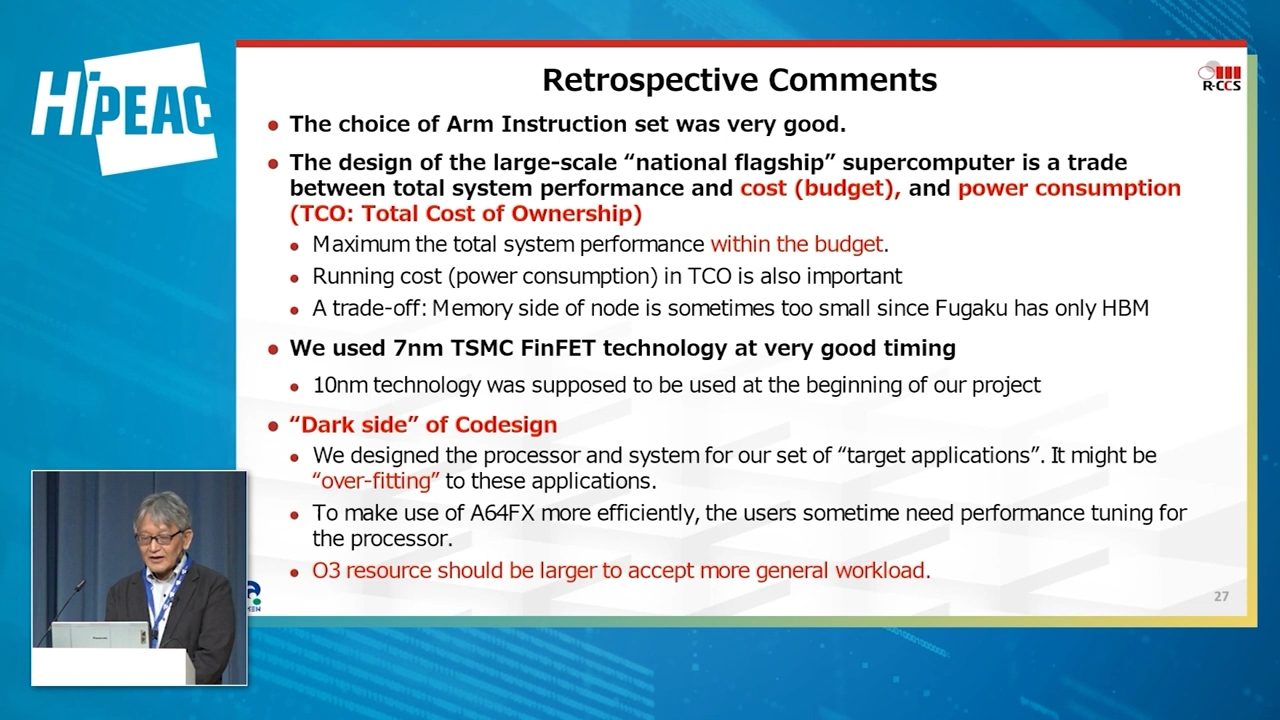 HiPEAC
Retrospective Comments
R-CCS
The choice of Arm Instruction set was very good.
The design of the large-scale “national flagship” supercomputer is a trade
between total system performance and cost (budget), and power consumption
(TCO: Total Cost of Ownership)
Maximum the total system performance within the budget.
Running cost (power consumption) in TCO is also important
A trade-off: Memory side of node is sometimes too small since Fugaku has only HBM
We used 7nm TSMC FinFET technology at very good timing
10nm technology was supposed to be used at the beginning of our project
“Dark side” of Codesign
We designed the processor and system for our set of “target applications”. It might be
“over-fitting” to these applications.
To make use of A64FX more efficiently, the users sometime need performance tuning for
the processor.
O3 resource should be larger to accept more general workload.
27